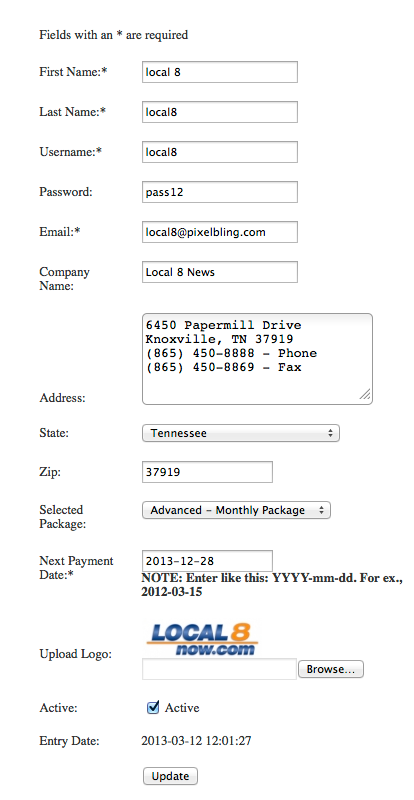 Fields with an * are required
First Name:* local 8
Last Name:* local8
Username:* local8
Password: pass12
Email:* local8@pixelbling.com
Company Name: Local 8 News
6450 Papermill Drive
Knoxville, TN 37919
(865) 450-8888 - Phone
(865) 450-8869 - Fax
Address:
State: Tennessee
Zip: 37919
Selected Package: Advanced - Monthly Package
Next Payment Date:* 2013-12-28
NOTE: Enter like this: YYYY-mm-dd. For ex.,
2012-03-15
LOCAL 8
now.com
Upload Logo: Browse...
Active: Active
Entry Date: 2013-03-12 12:01:27
Update